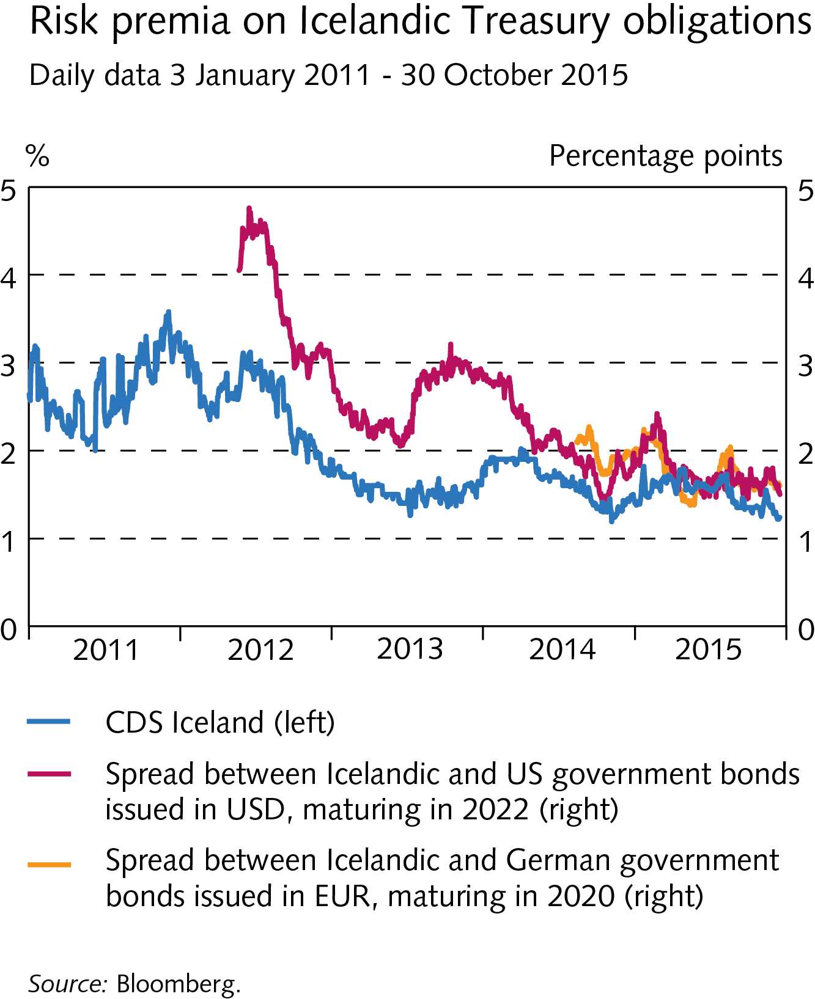 Risk premia on Icelandic Treasury obligations
Daily data 3 January 2011 - 30 October 2015
% Percentage points
5 5
4 4
3 3
2 2
1 1
0 0
2011 2012 2013 2014 2015
CDS Iceland (left)
Spread between Icelandic and US government bonds
issued in USD, maturing in 2022 (right)
Spread between Icelandic and German government
bonds issued in EUR, maturing in 2020 (right)
Source: Bloomberg.